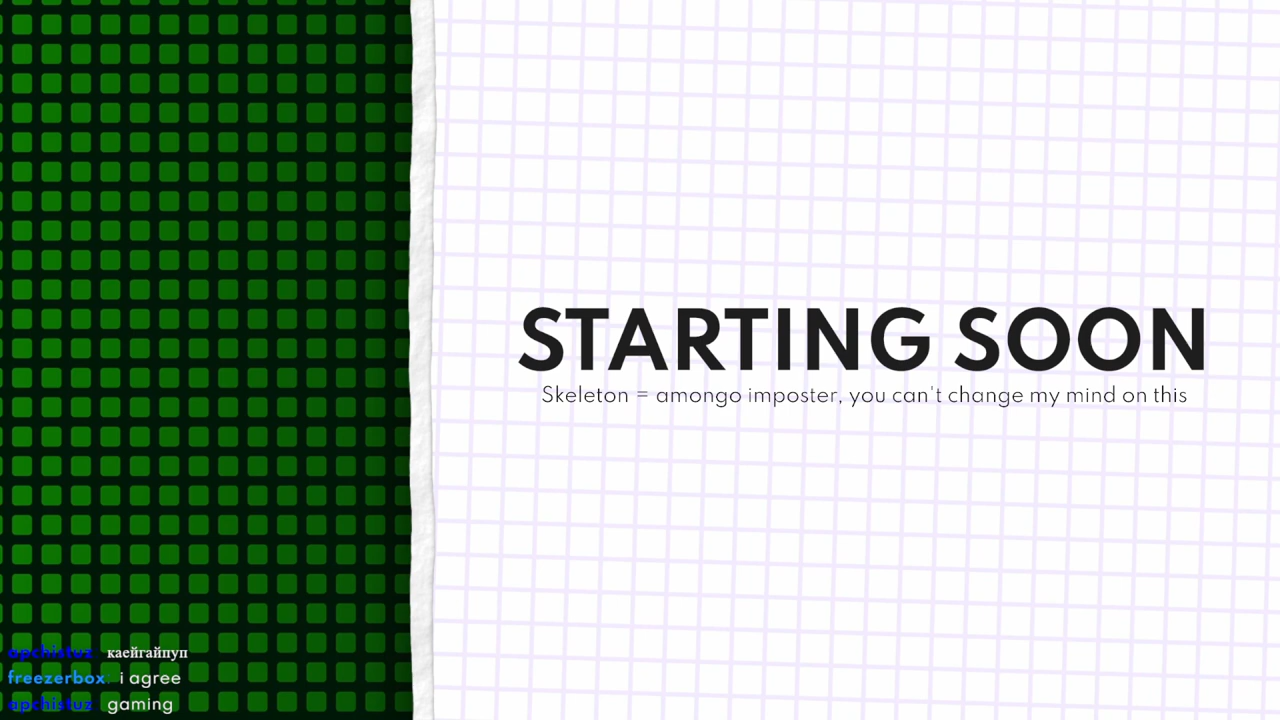 STARTING SOON
Skeleton = amongo imposter, you can't change my mind on this
apchistuz: каейгайпуп
freezerbox: i agree
apchistuz: gaming